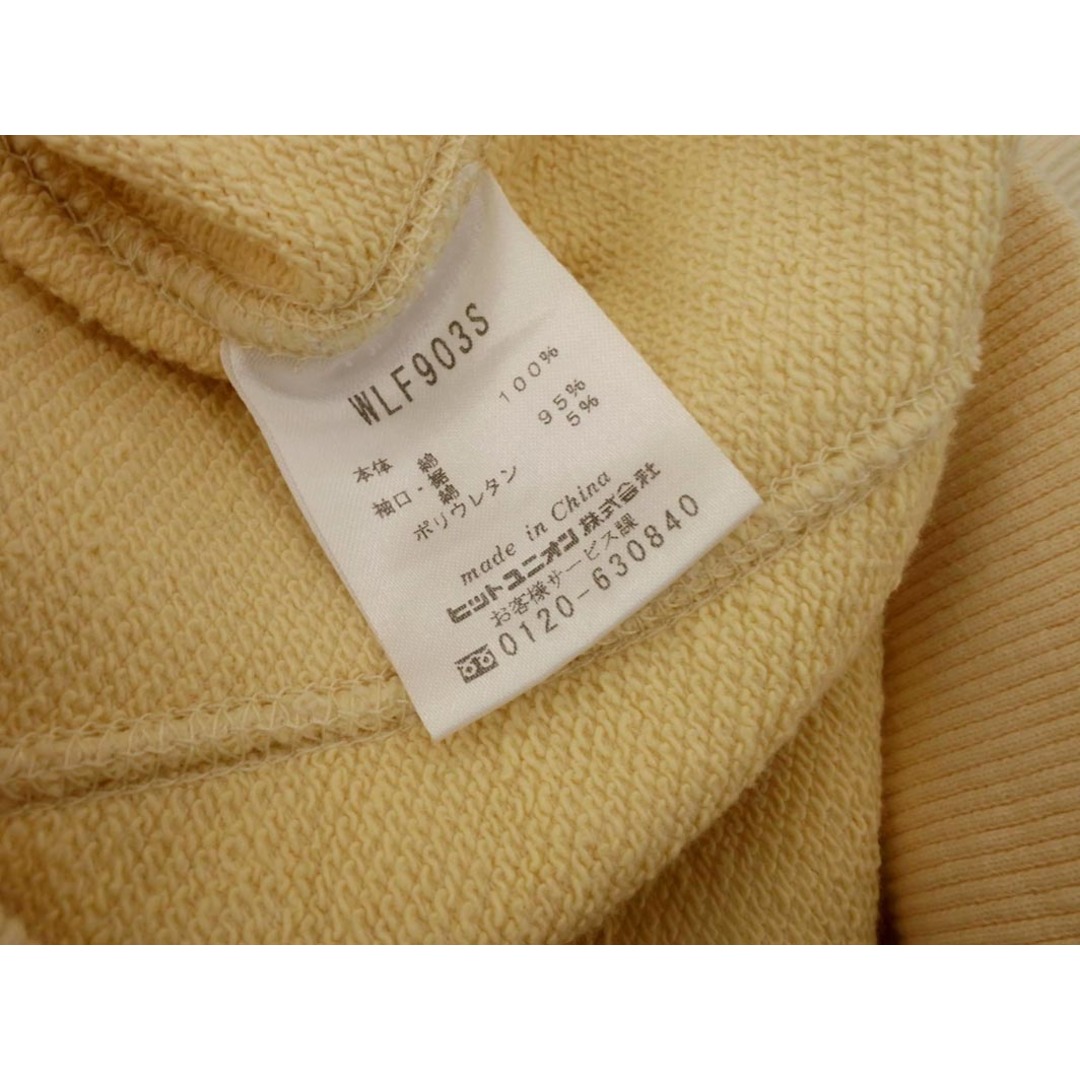 WLF903S
本体 綿 100%
袖口・裾 綿 95%
ポリウレタン 5%
made in China
ヒットユニオン株式会社
お客様サービス課
0120-630840